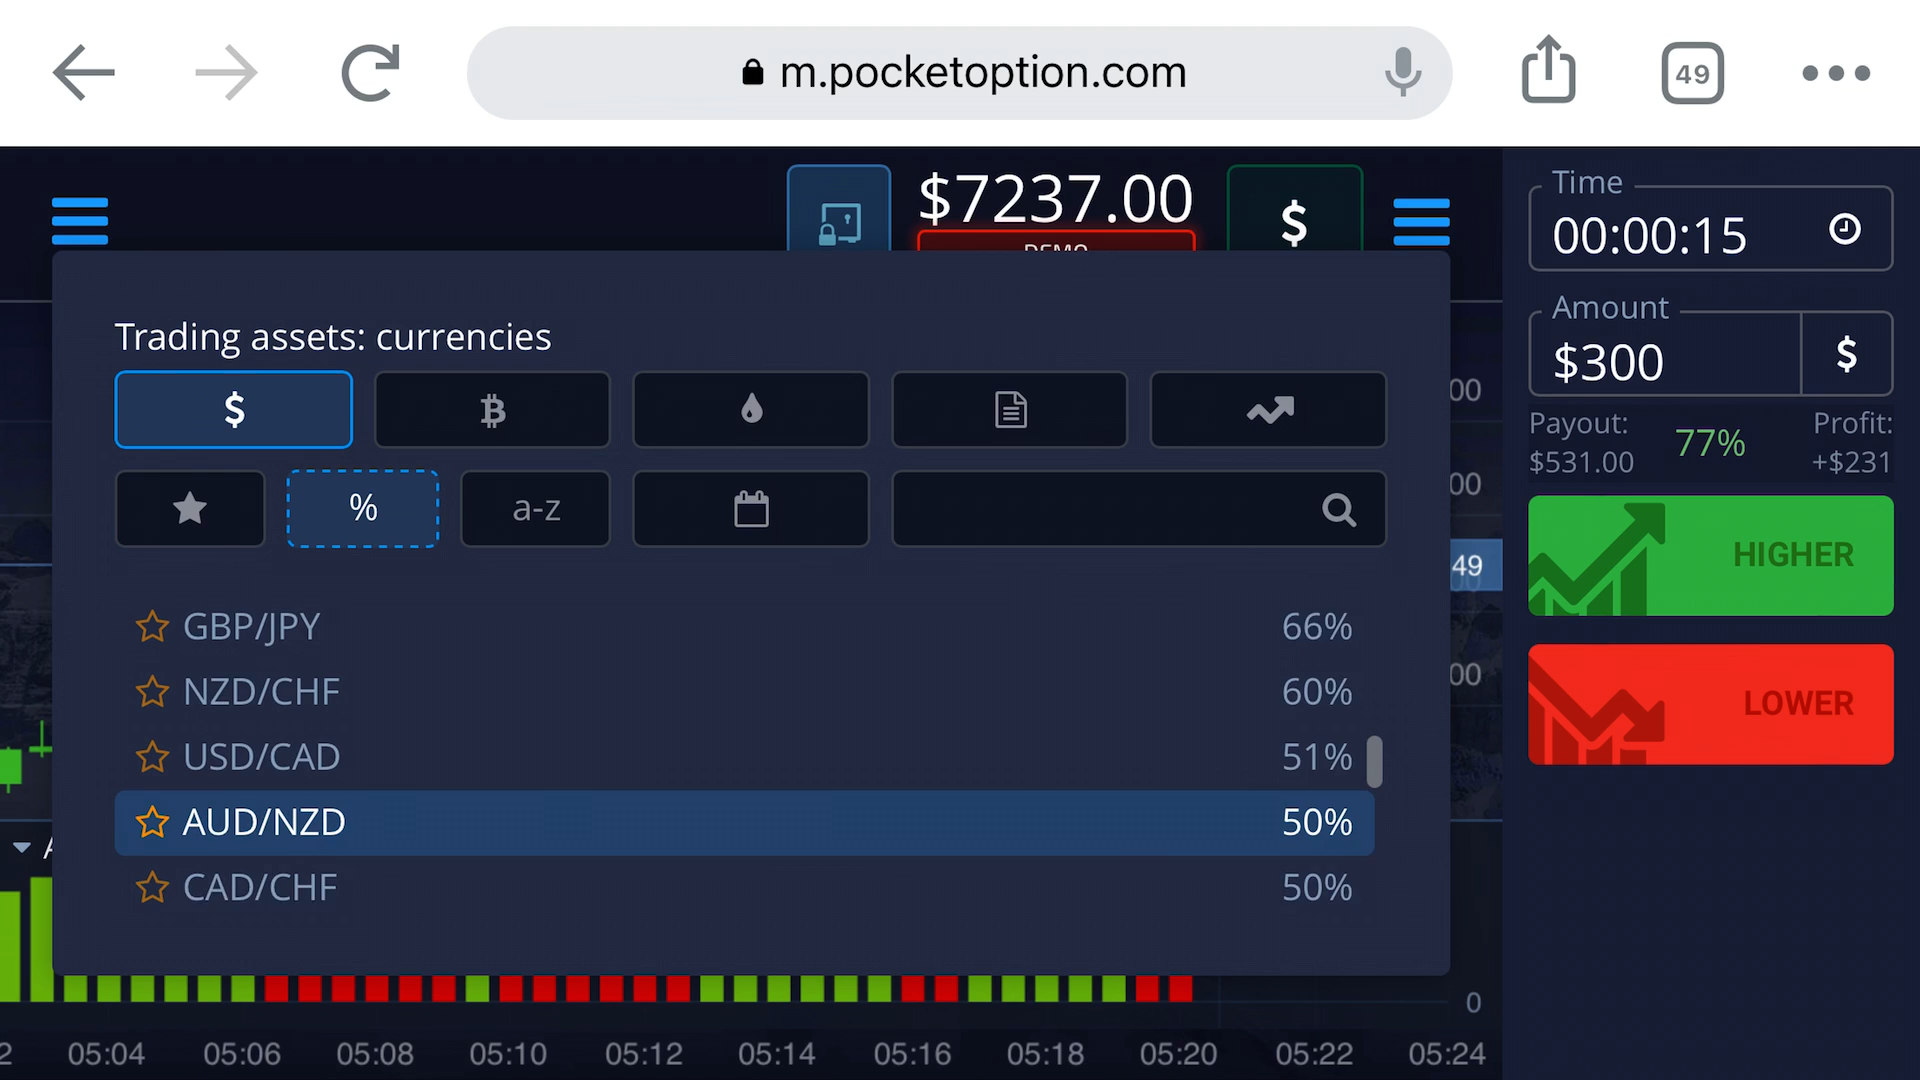 m.pocketoption.com
49
$7237.00
DEMO
$
Time
00:00:15
Amount
$300
$
Payout:
$531.00
77%
Profit:
+$231
HIGHER
LOWER
Trading assets: currencies
$
%
a-z
GBP/JPY 66%
NZD/CHF 60%
USD/CAD 51%
AUD/NZD 50%
CAD/CHF 50%
00
00
49
00
0
A
2 05:04 05:06 05:08 05:10 05:12 05:14 05:16 05:18 05:20 05:22 05:24